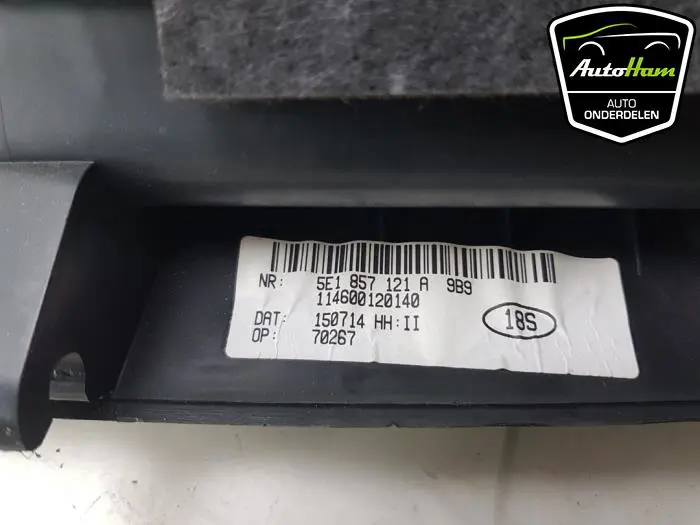 AutoHam
AUTO
ONDERDELEN
NR: 5E1 857 121 A 9B9
114600120140
DAT: 150714 HH:II
OP: 70267
18S